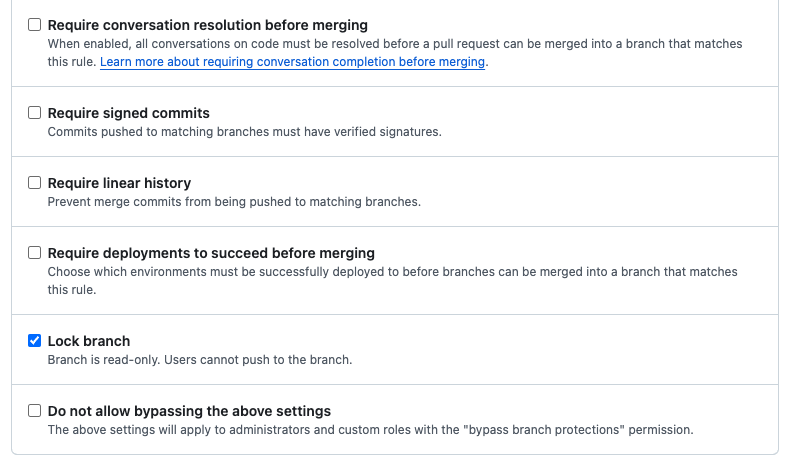 Require conversation resolution before merging
When enabled, all conversations on code must be resolved before a pull request can be merged into a branch that matches
this rule. Learn more about requiring conversation completion before merging.
Require signed commits
Commits pushed to matching branches must have verified signatures.
Require linear history
Prevent merge commits from being pushed to matching branches.
Require deployments to succeed before merging
Choose which environments must be successfully deployed to before branches can be merged into a branch that matches
this rule.
Lock branch
Branch is read-only. Users cannot push to the branch.
Do not allow bypassing the above settings
The above settings will apply to administrators and custom roles with the "bypass branch protections" permission.